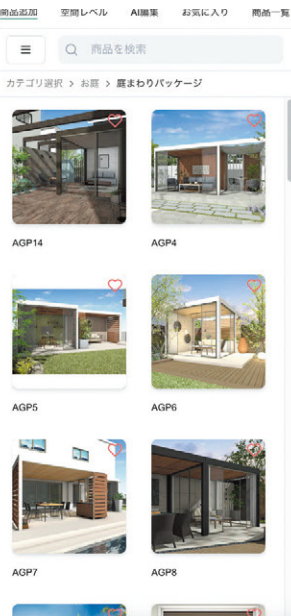 商品追加 空間レベル AI編集 お気に入り 商品一覧
商品を検索
カテゴリ選択 > お庭 > 庭まわりパッケージ
AGP14 AGP4
AGP5 AGP6
AGP7 AGP8